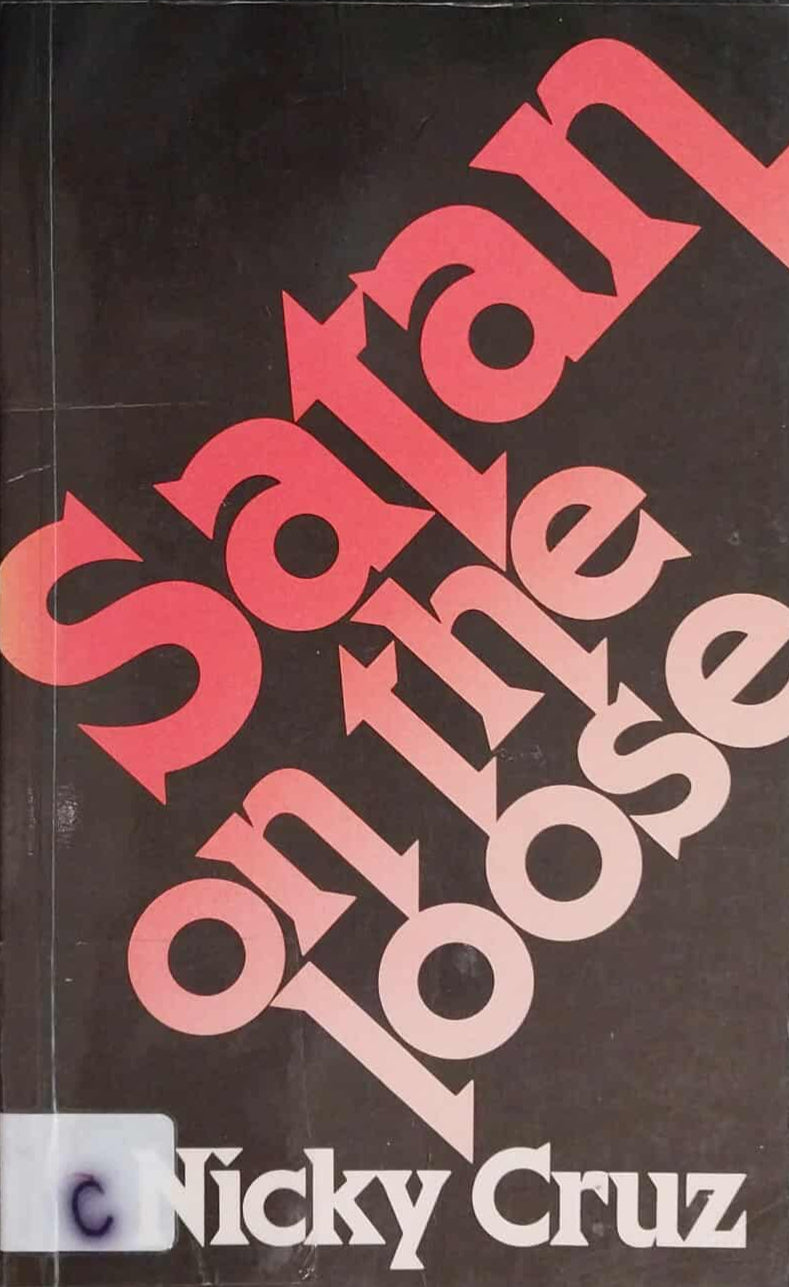 Satan
on the
loose
C
Nicky Cruz